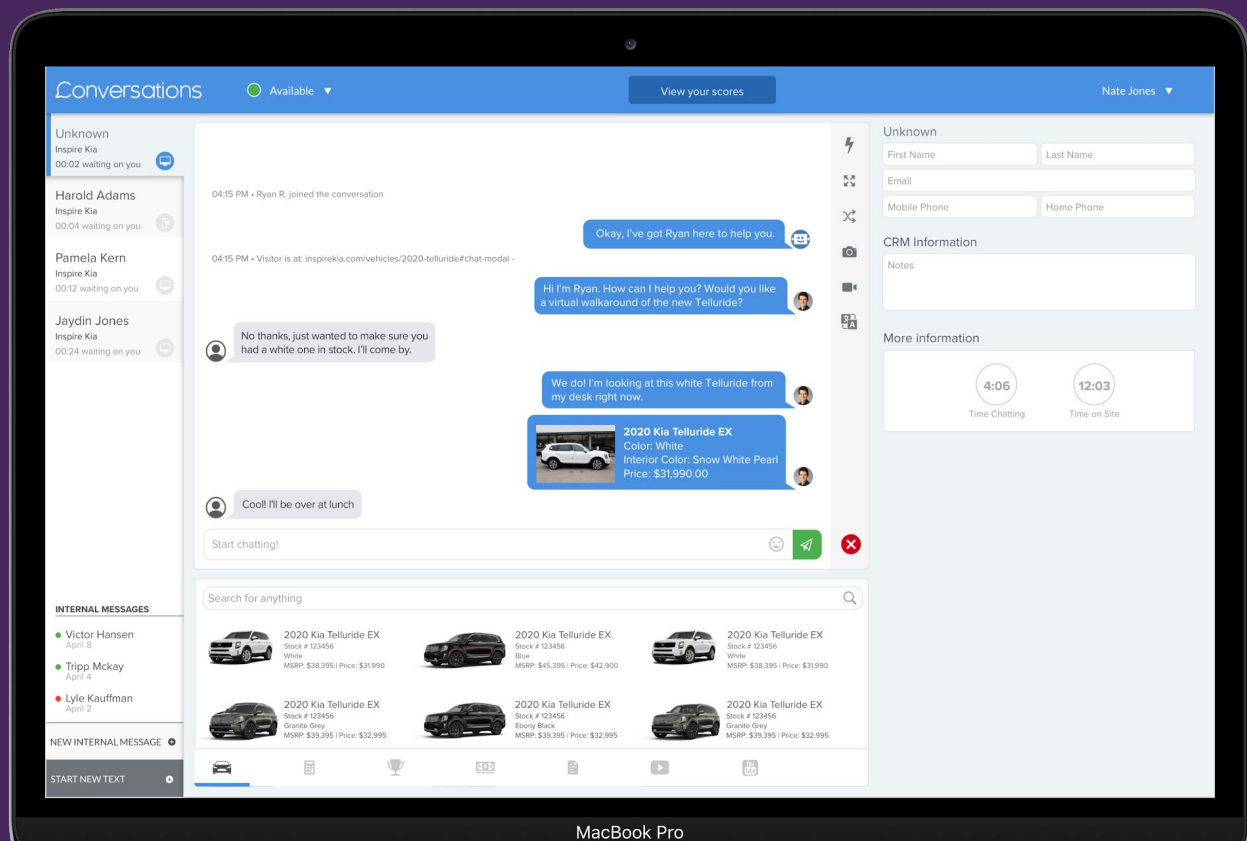 Conversations
Available
View your scores
Nate Jones
Unknown
Inspire Kia
00:02 waiting on you
Harold Adams
Inspire Kia
00:04 waiting on you
Pamela Kern
Inspire Kia
00:12 waiting on you
Jaydin Jones
Inspire Kia
00:24 waiting on you
INTERNAL MESSAGES
Victor Hansen
April 8
Tripp Mckay
April 4
Lyle Kauffman
April 2
NEW INTERNAL MESSAGE
START NEW TEXT
04:15 PM • Ryan R. joined the conversation
Okay, I've got Ryan here to help you.
04:15 PM • Visitor is at: inspirekia.com/vehicles/2020-telluride#chat-modal -
Hi I'm Ryan. How can I help you? Would you like
a virtual walkaround of the new Telluride?
No thanks, just wanted to make sure you
had a white one in stock. I'll come by.
We do! I'm looking at this white Telluride from
my desk right now.
2020 Kia Telluride EX
Color: White
Interior Color: Snow White Pearl
Price: $31,990.00
Cool! I'll be over at lunch
Start chatting!
Search for anything
2020 Kia Telluride EX
Stock # 123456
White
MSRP: $38,395 | Price: $31,990
2020 Kia Telluride EX
Stock # 123456
Blue
MSRP: $45,395 | Price: $42,900
2020 Kia Telluride EX
Stock # 123456
White
MSRP: $38,395 | Price: $31,990
2020 Kia Telluride EX
Stock # 123456
Granite Grey
MSRP: $39,395 | Price: $32,995
2020 Kia Telluride EX
Stock # 123456
Ebony Black
MSRP: $39,395 | Price: $32,995
2020 Kia Telluride EX
Stock # 123456
Granite Grey
MSRP: $39,395 | Price: $32,995
Unknown
First Name
Last Name
Email
Mobile Phone
Home Phone
CRM Information
Notes
More information
4:06
Time Chatting
12:03
Time on Site
MacBook Pro